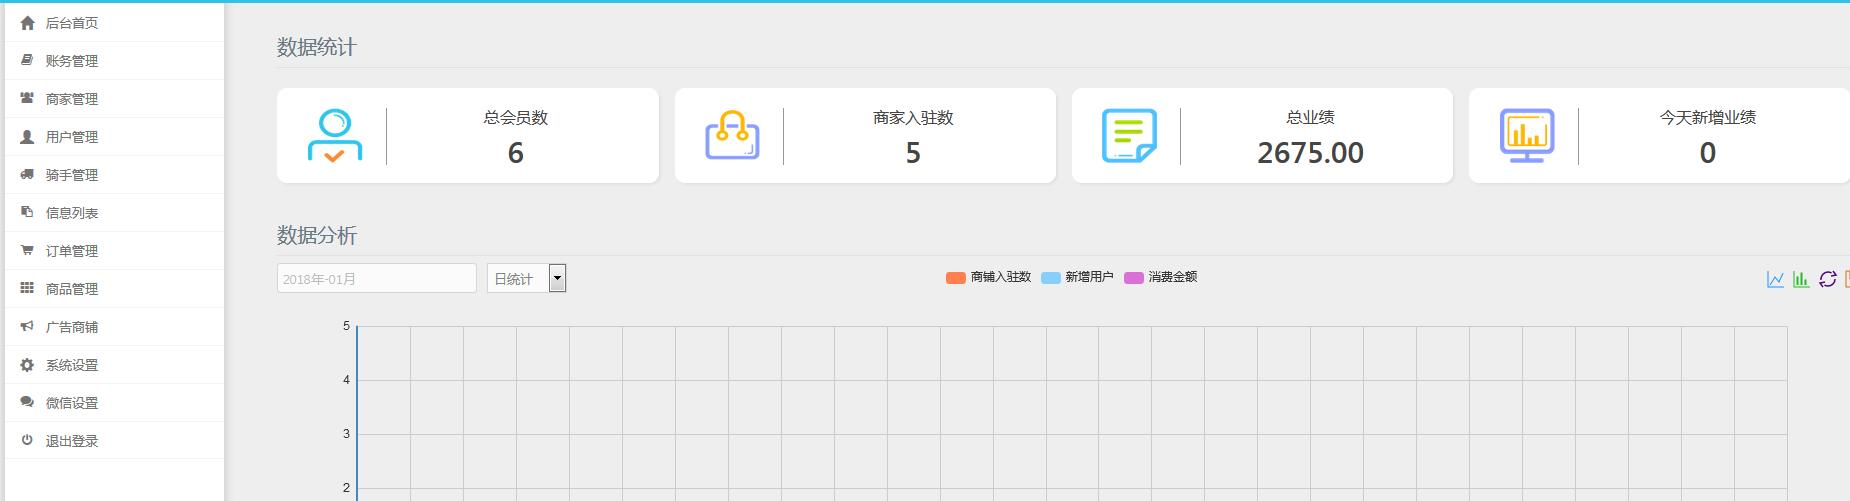 后台首页
账务管理
商家管理
用户管理
骑手管理
信息列表
订单管理
商品管理
广告商铺
系统设置
微信设置
退出登录
数据统计
总会员数
6
商家入驻数
5
总业绩
2675.00
今天新增业绩
0
数据分析
2018年-01月
日统计
商铺入驻数 新增用户 消费金额
5
4
3
2